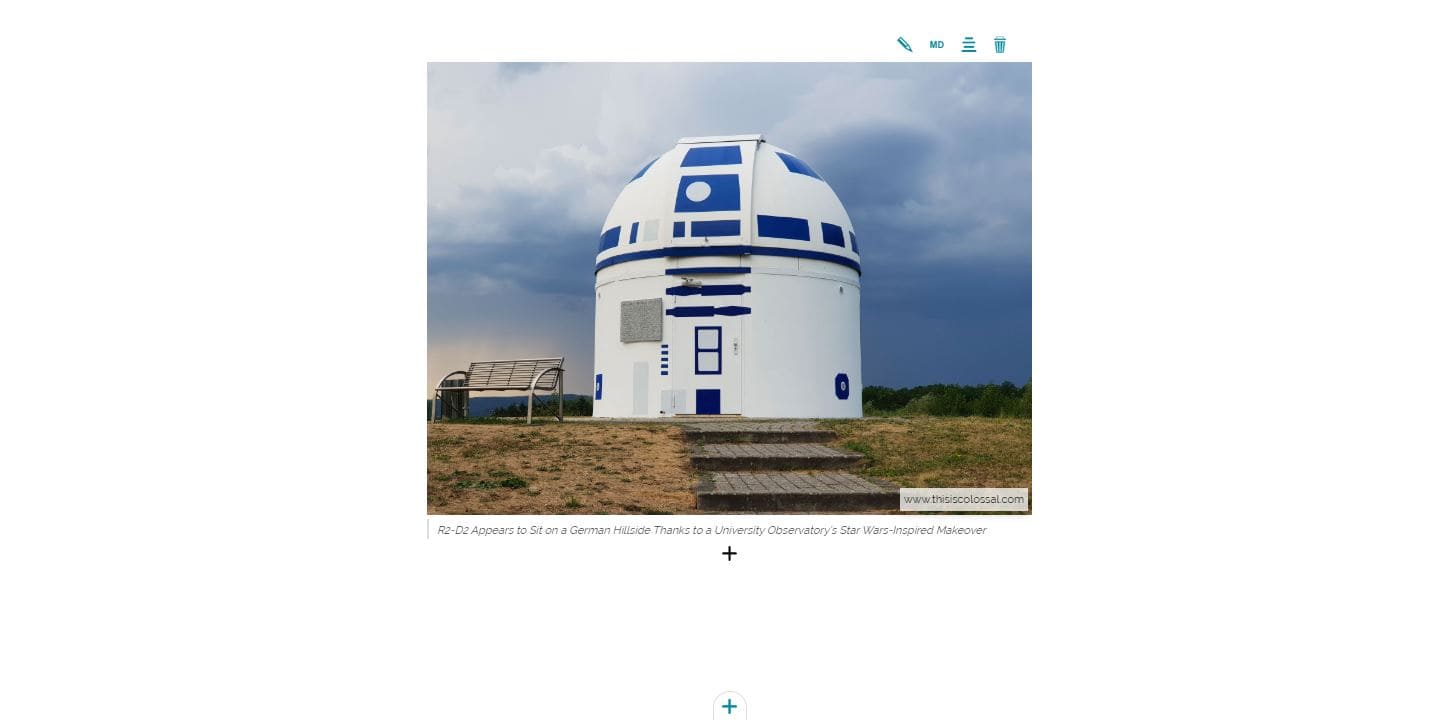 MD
www.thisiscolossal.com
R2-D2 Appears to Sit on a German Hillside Thanks to a University Observatory's Star Wars-Inspired Makeover